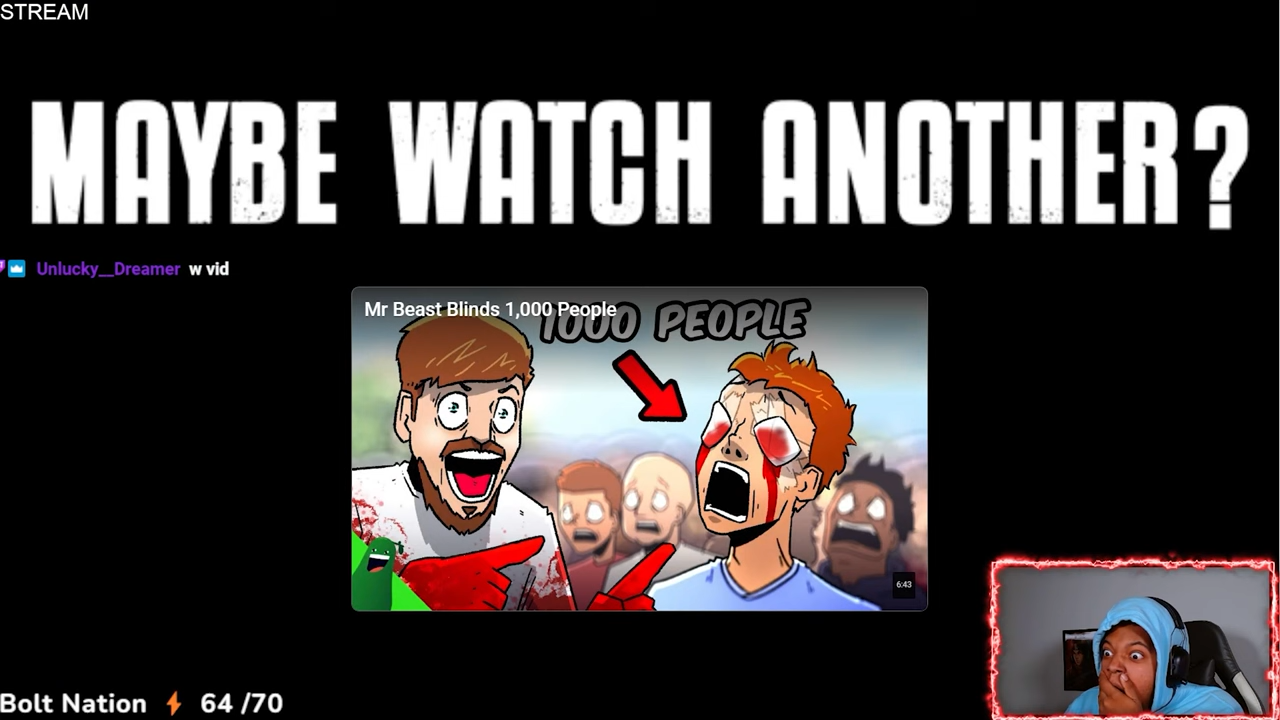 STREAM
MAYBE WATCH ANOTHER?
Unlucky__Dreamer w vid
Mr Beast Blinds 1,000 People
1000 PEOPLE
6:43
Bolt Nation 64 /70